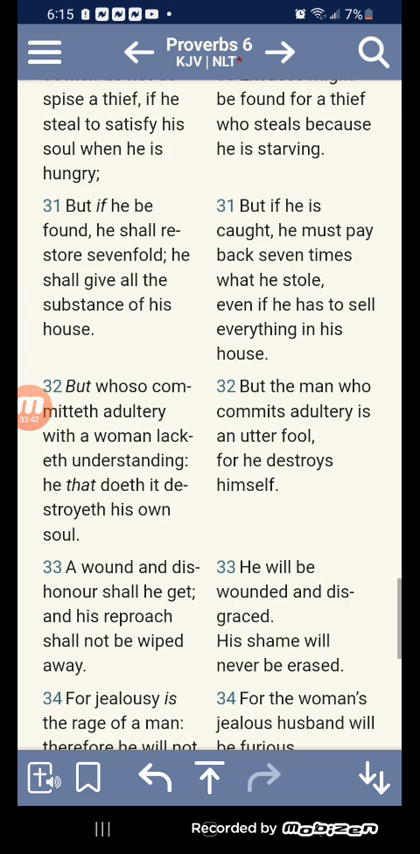 6:15
7%
Proverbs 6
KJV | NLT*
spise a thief, if he
steal to satisfy his
soul when he is
hungry;
31 But if he be
found, he shall re-
store sevenfold; he
shall give all the
substance of his
house.
32 But whoso com-
mitteth adultery
with a woman lack-
eth understanding:
he that doeth it de-
stroyeth his own
soul.
33 A wound and dis-
honour shall he get;
and his reproach
shall not be wiped
away.
34 For jealousy is
the rage of a man:
therefore he will not
be found for a thief
who steals because
he is starving.
31 But if he is
caught, he must pay
back seven times
what he stole,
even if he has to sell
everything in his
house.
32 But the man who
commits adultery is
an utter fool,
for he destroys
himself.
33 He will be
wounded and dis-
graced.
His shame will
never be erased.
34 For the woman's
jealous husband will
be furious
m
53:42
Recorded by Mobizen